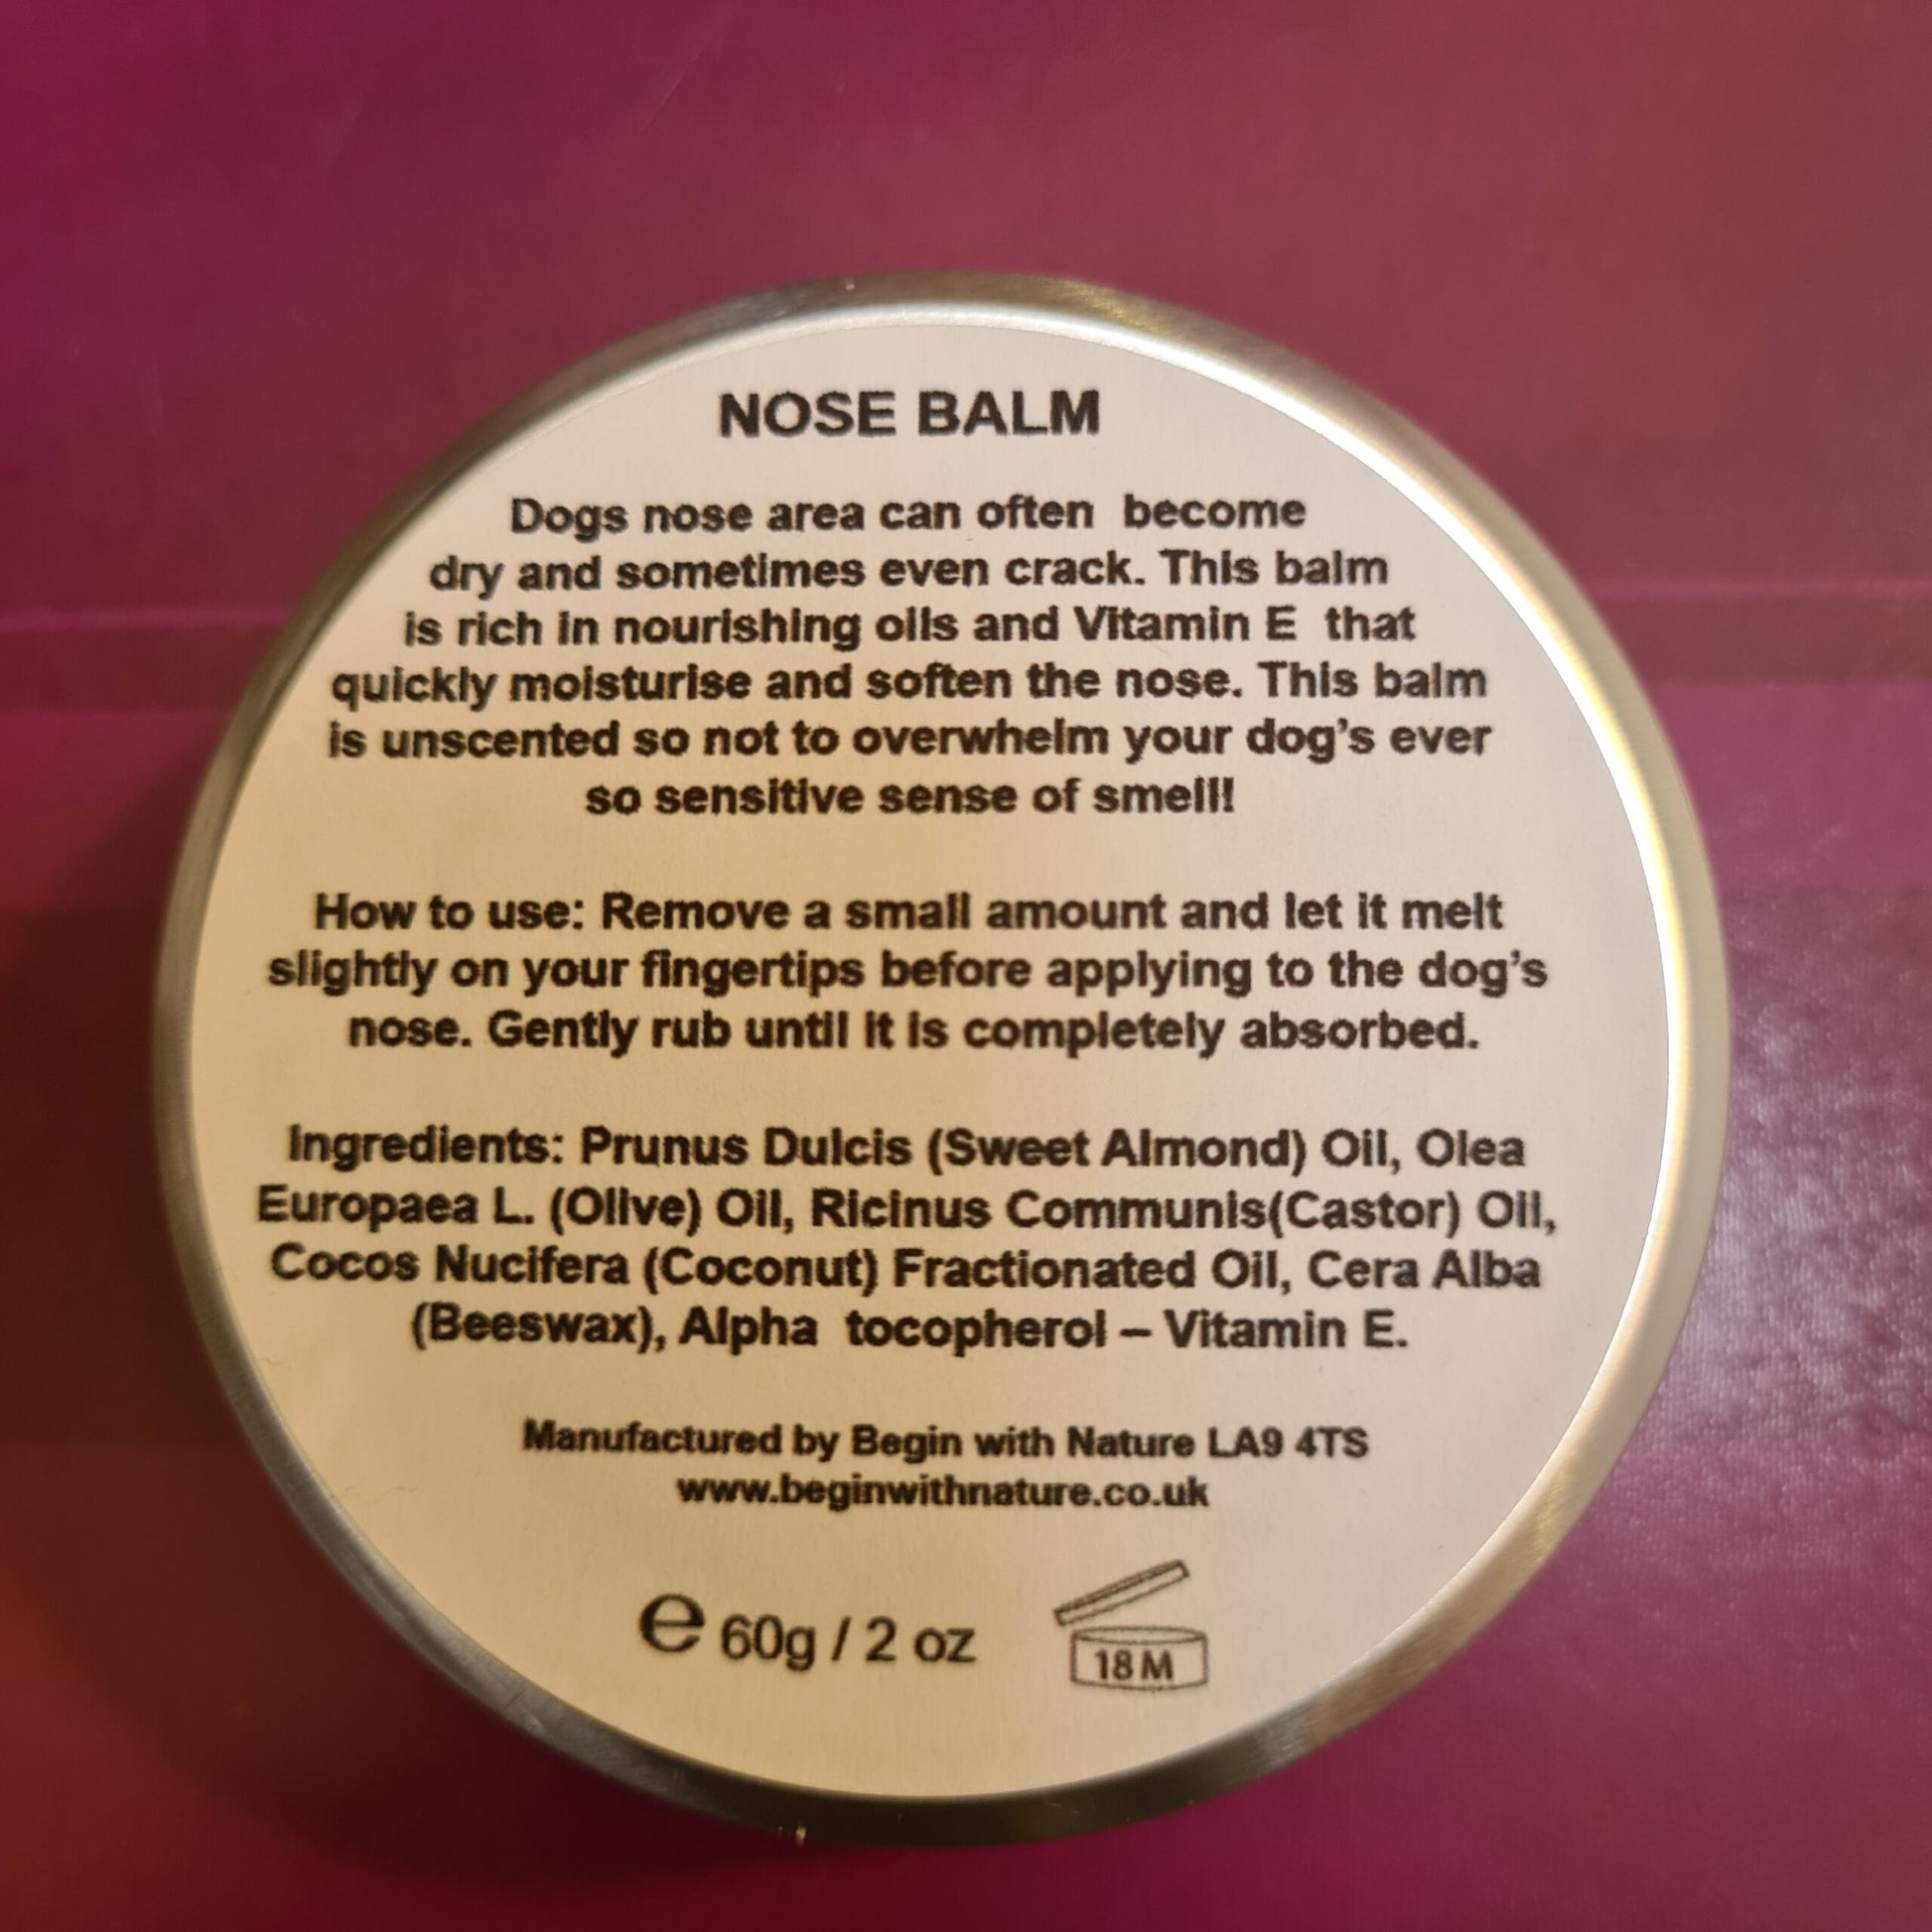 NOSE BALM
Dogs nose area can often become
dry and sometimes even crack. This balm
is rich in nourishing oils and Vitamin E that
quickly moisturise and soften the nose. This balm
is unscented so not to overwhelm your dog's ever
so sensitive sense of smell!
How to use: Remove a small amount and let it melt
slightly on your fingertips before applying to the dog's
nose. Gently rub until it is completely absorbed.
Ingredients: Prunus Dulcis (Sweet Almond) Oil, Olea
Europaea L. (Olive) Oil, Ricinus Communis(Castor) Oil,
Cocos Nucifera (Coconut) Fractionated Oil, Cera Alba
(Beeswax), Alpha tocopherol – Vitamin E.
Manufactured by Begin with Nature LA9 4TS
www.beginwithnature.co.uk
e 60g / 2 oz
18 M